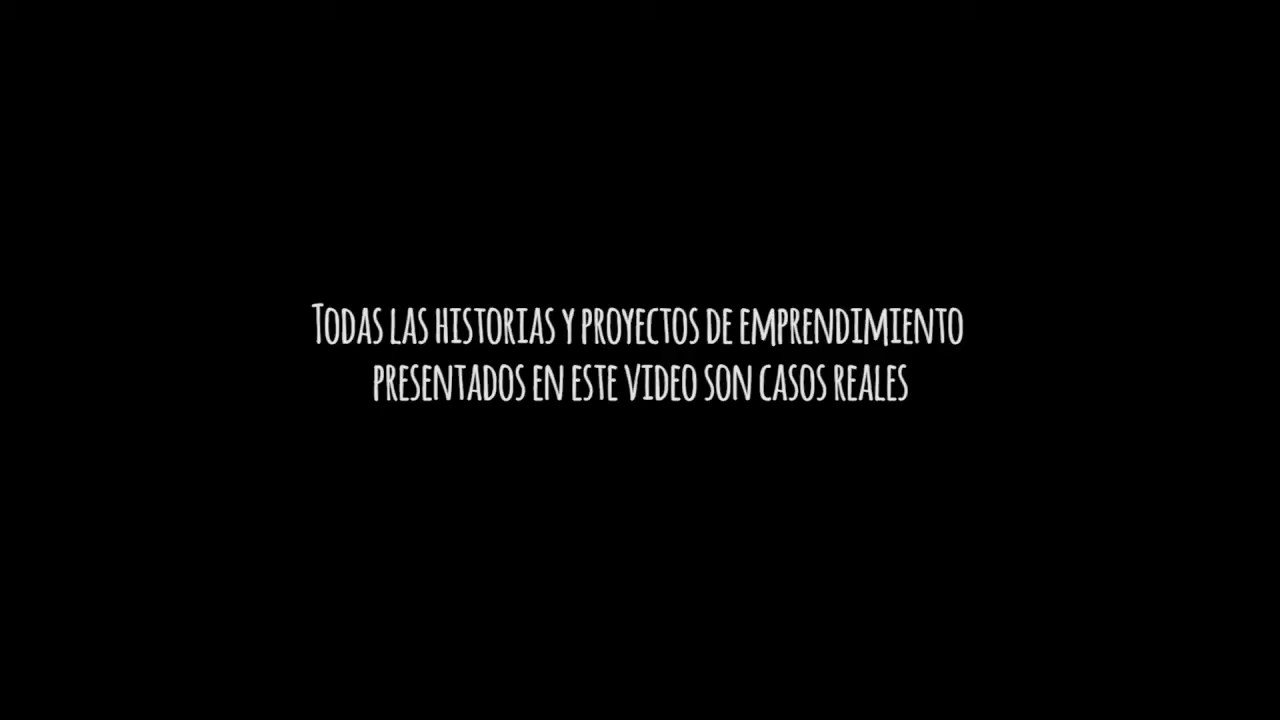 Todas las historias y proyectos de emprendimiento
presentados en este video son casos reales